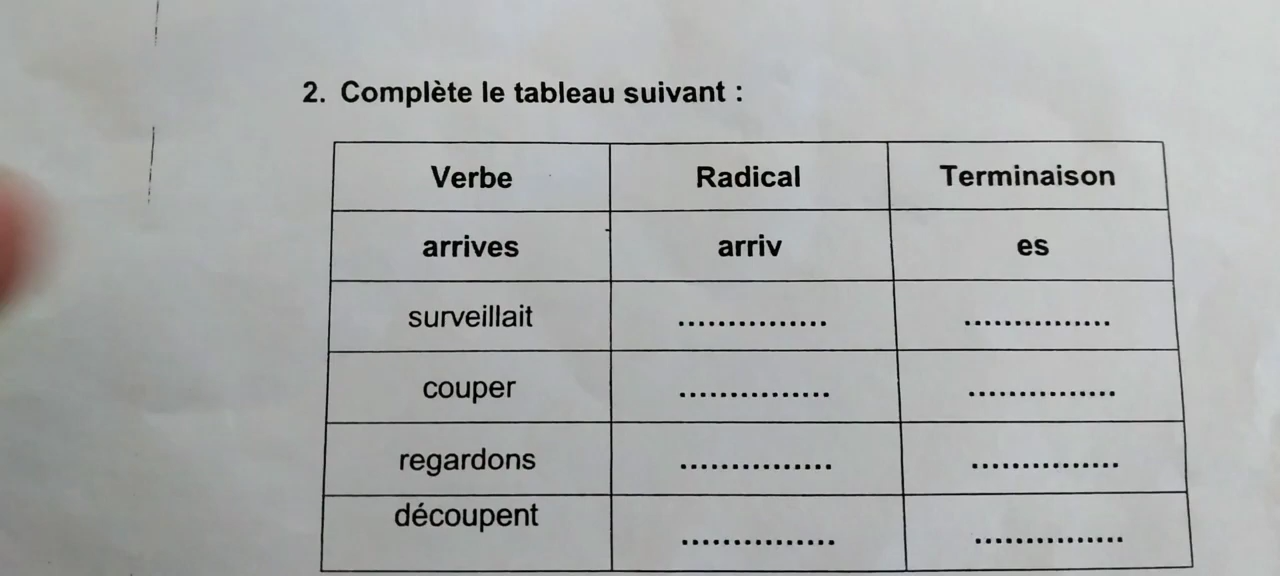 2. Complète le tableau suivant :
Verbe Radical Terminaison
arrives arriv es
surveillait ............... ...............
couper ............... ...............
regardons ............... ...............
découpent ............... ...............